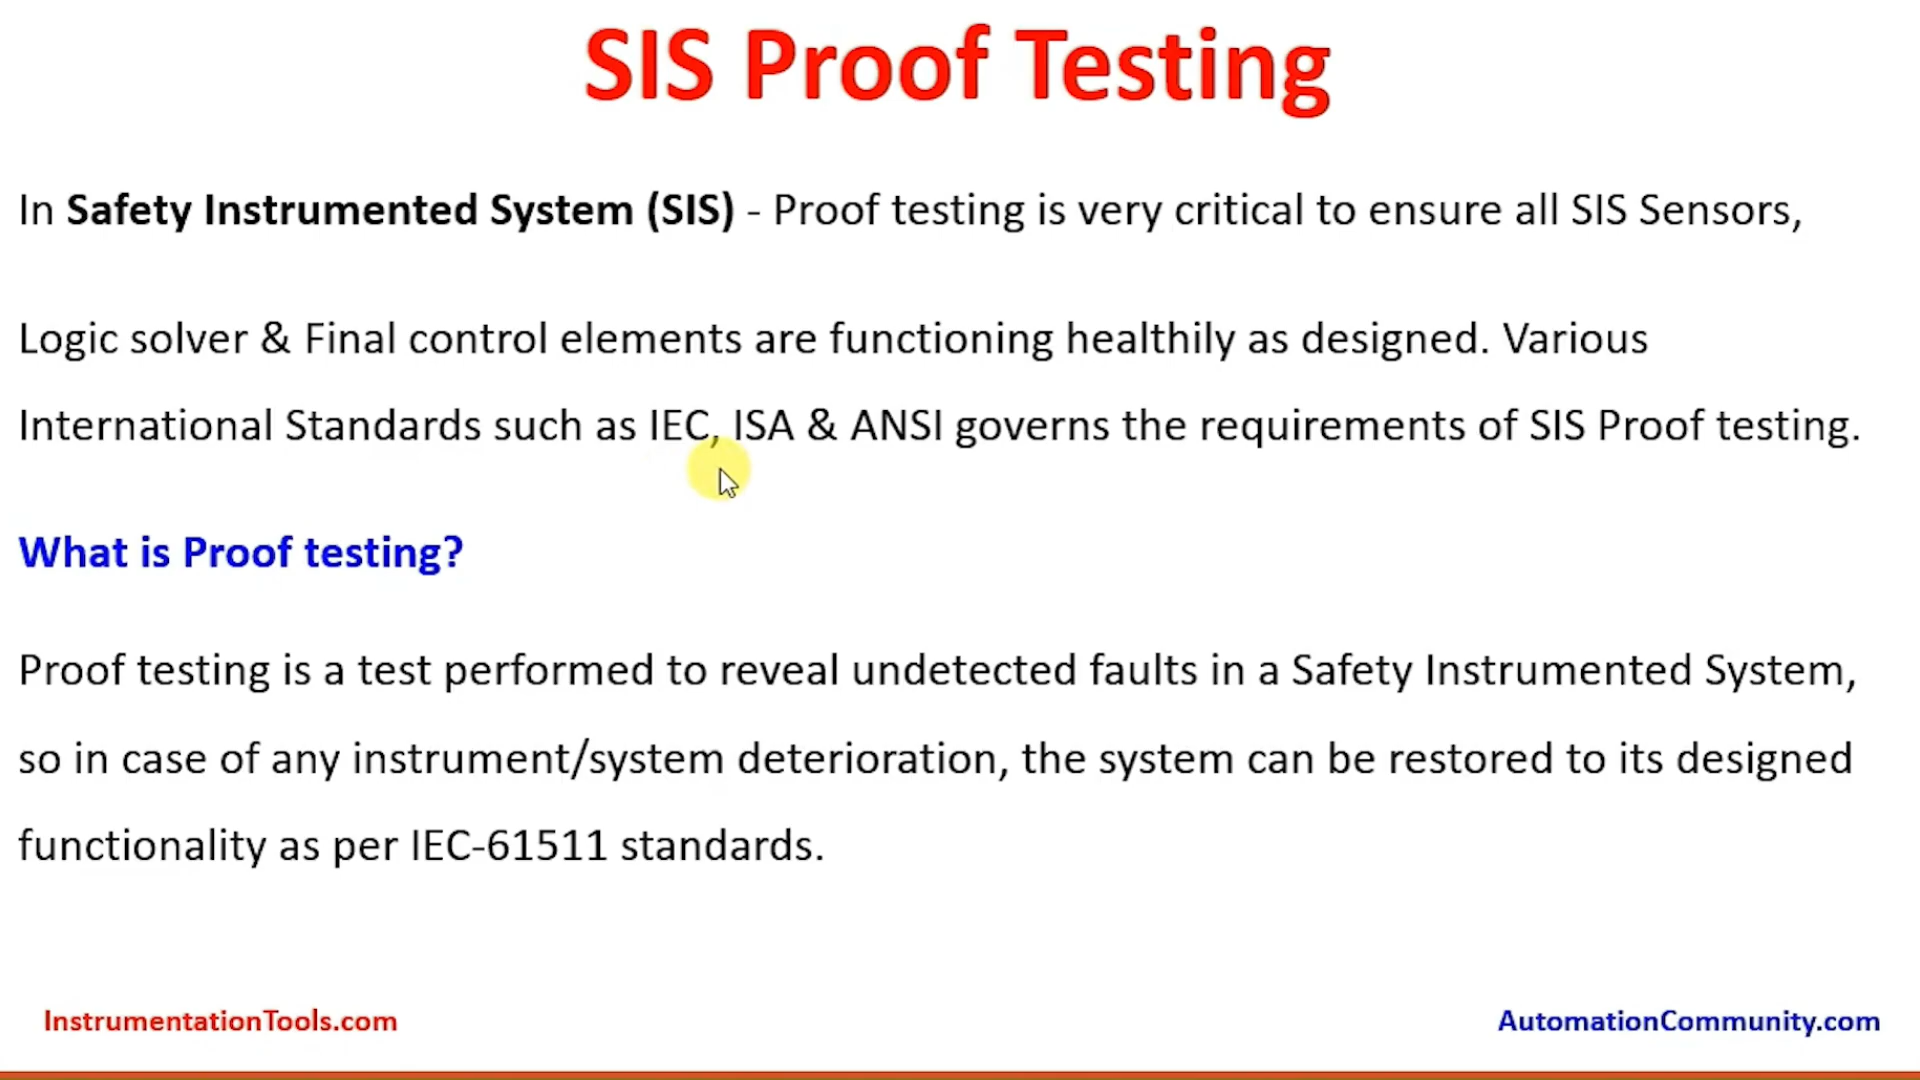 SIS Proof Testing
In Safety Instrumented System (SIS) - Proof testing is very critical to ensure all SIS Sensors,
Logic solver & Final control elements are functioning healthily as designed. Various
International Standards such as IEC, ISA & ANSI governs the requirements of SIS Proof testing.
What is Proof testing?
Proof testing is a test performed to reveal undetected faults in a Safety Instrumented System,
so in case of any instrument/system deterioration, the system can be restored to its designed
functionality as per IEC-61511 standards.
InstrumentationTools.com
AutomationCommunity.com